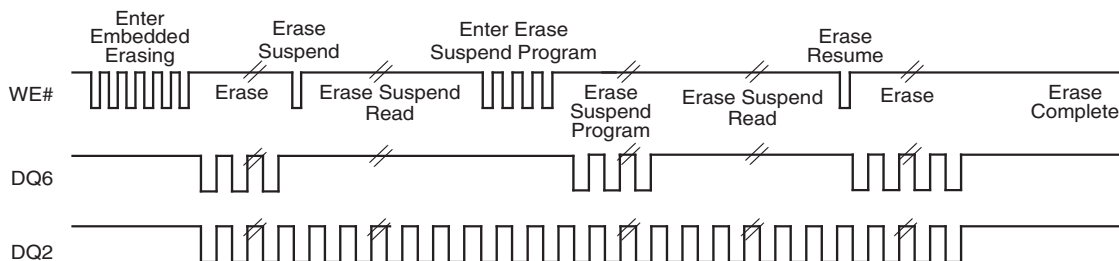 Enter
Embedded
Erasing
Erase
Suspend
Enter Erase
Suspend Program
Erase
Resume
WE#
Erase
Erase Suspend
Read
Erase
Suspend
Program
Erase Suspend
Read
Erase
Erase
Complete
DQ6
DQ2